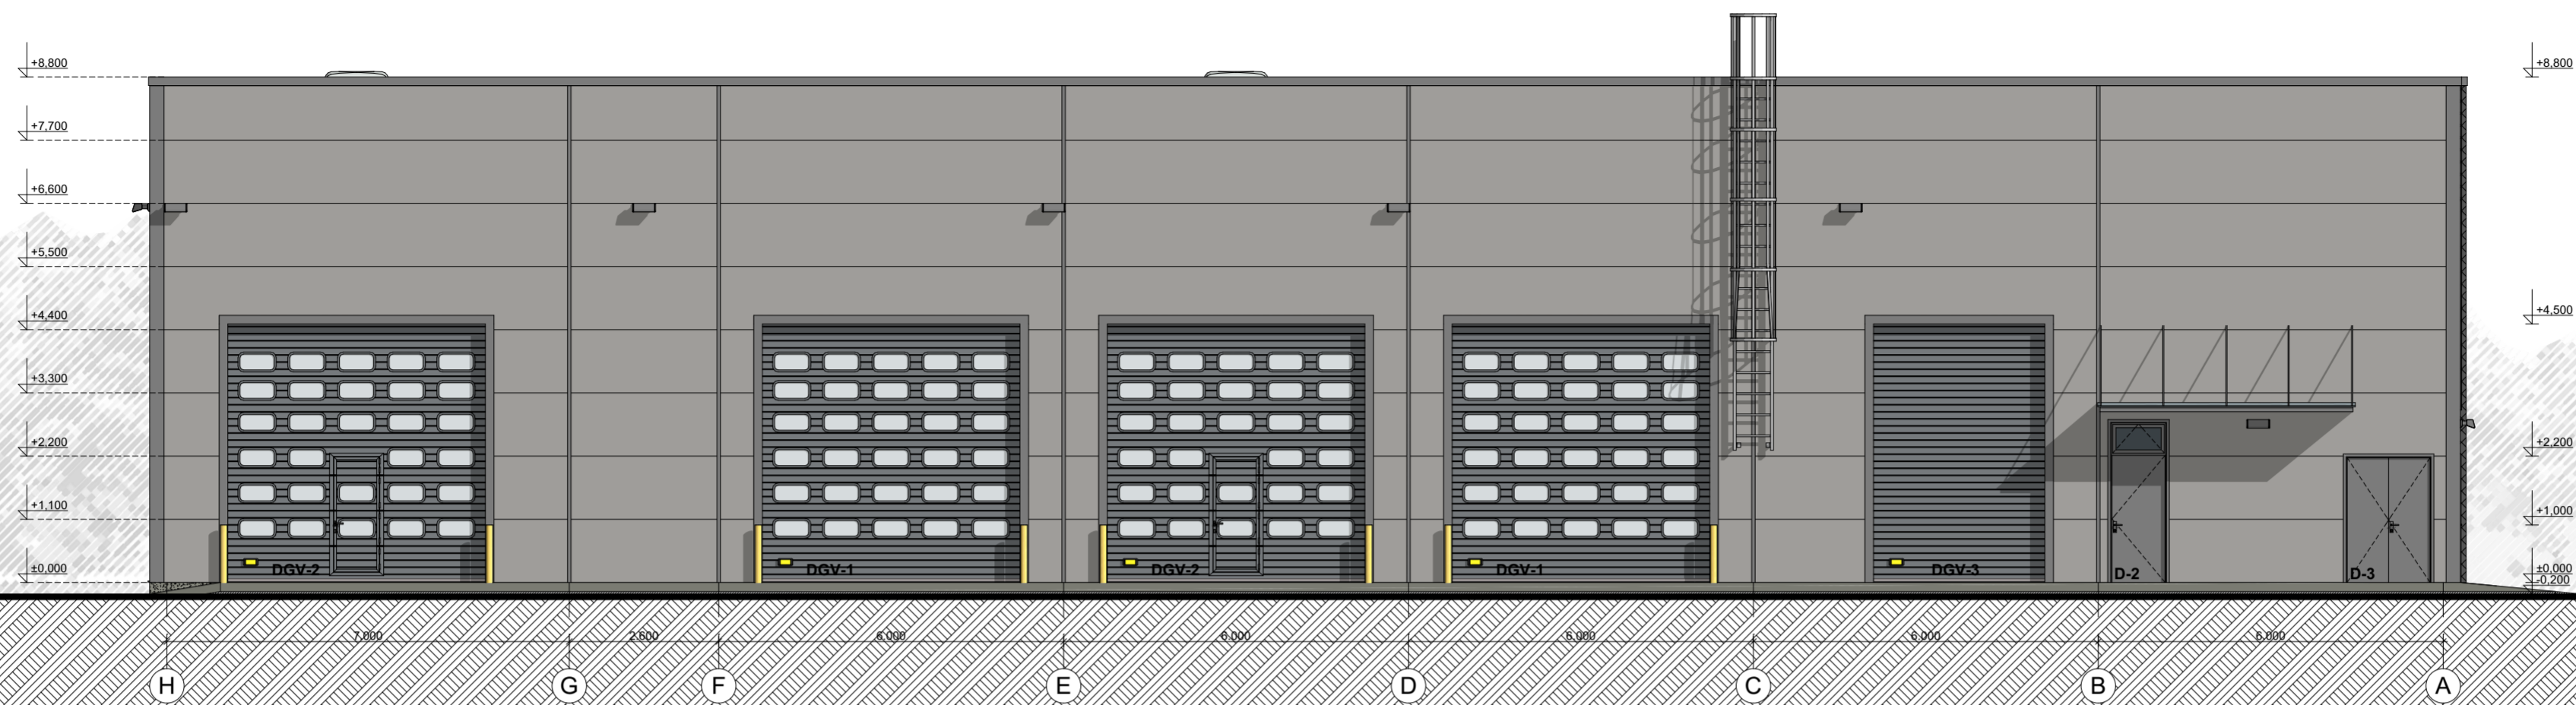 +8,800
+8,800
+7,700
+6,600
+5,500
+4,400
+4,500
+3,300
+2,200
+2,200
+1,100
+1,000
±0,000
±0,000
-0,200
DGV-2
DGV-1
DGV-2
DGV-1
DGV-3
D-2
D-3
7,000
2,600
6,000
6,000
6,000
6,000
6,000
H
G
F
E
D
C
B
A